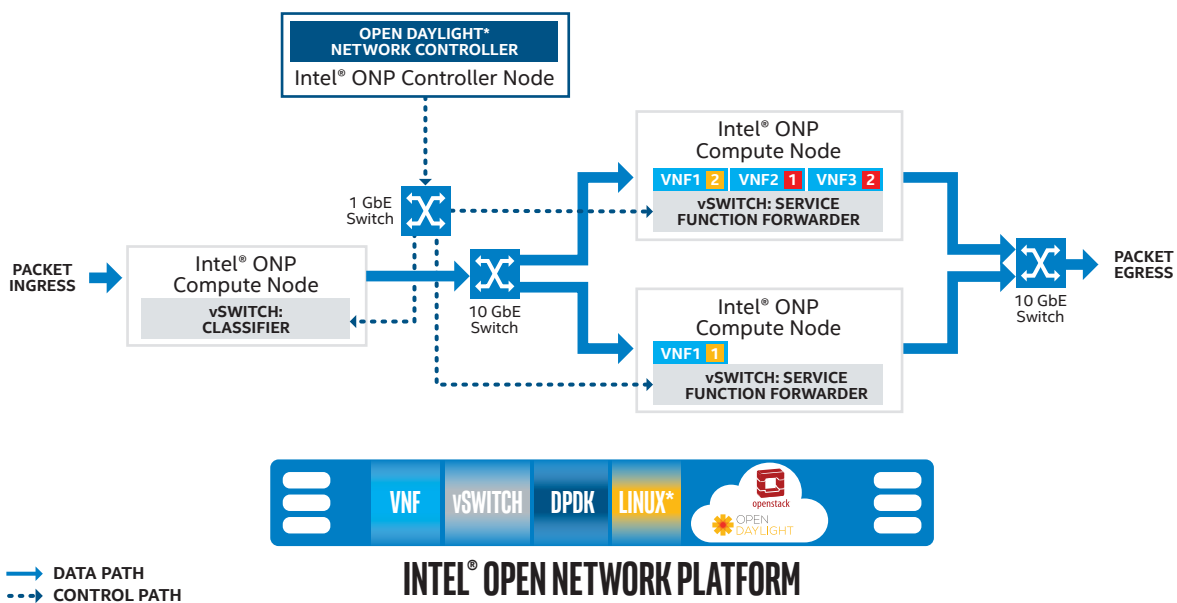 OPEN DAYLIGHT*
NETWORK CONTROLLER
Intel® ONP Controller Node
1 GbE
Switch
Intel® ONP
Compute Node
VNF1 2 VNF2 1 VNF3 2
vSWITCH: SERVICE
FUNCTION FORWARDER
PACKET
INGRESS
Intel® ONP
Compute Node
vSWITCH:
CLASSIFIER
10 GbE
Switch
Intel® ONP
Compute Node
VNF1 1
vSWITCH: SERVICE
FUNCTION FORWARDER
10 GbE
Switch
PACKET
EGRESS
VNF vSWITCH DPDK LINUX*
openstack
OPEN
DAYLIGHT
INTEL® OPEN NETWORK PLATFORM
DATA PATH
CONTROL PATH